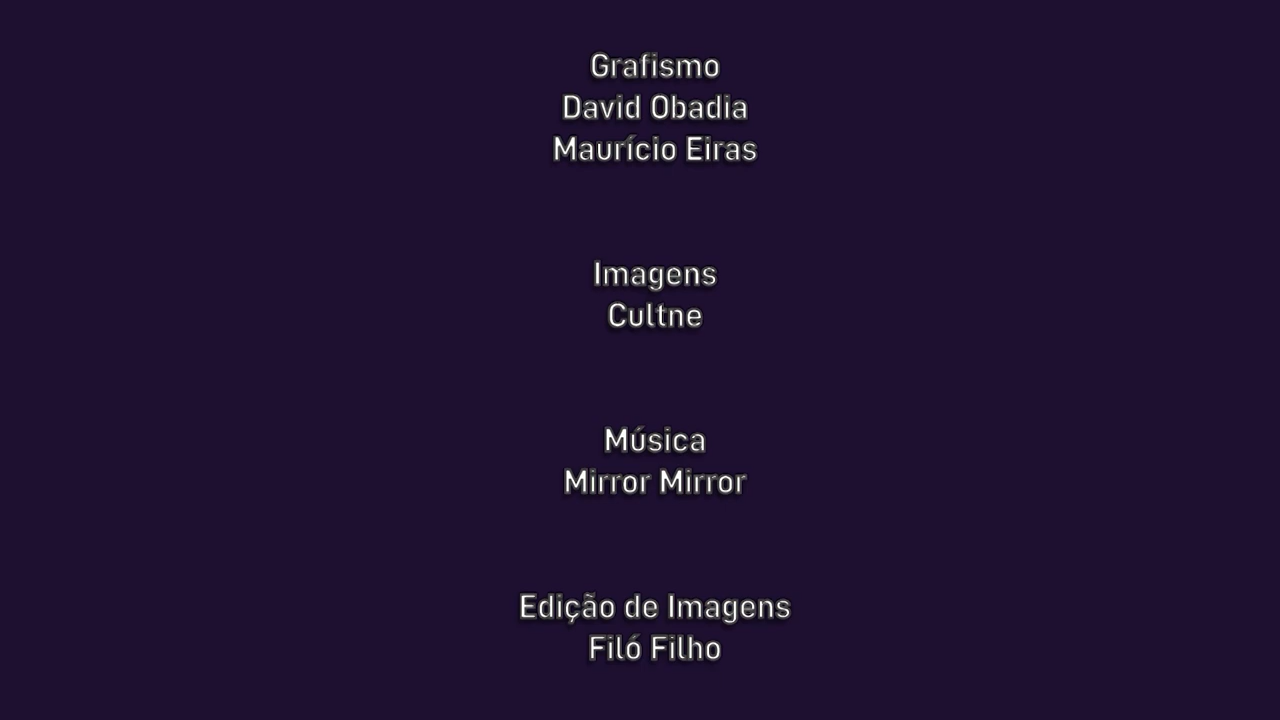 Grafismo
David Obadia
Maurício Eiras
Imagens
Cultne
Música
Mirror Mirror
Edição de Imagens
Filó Filho